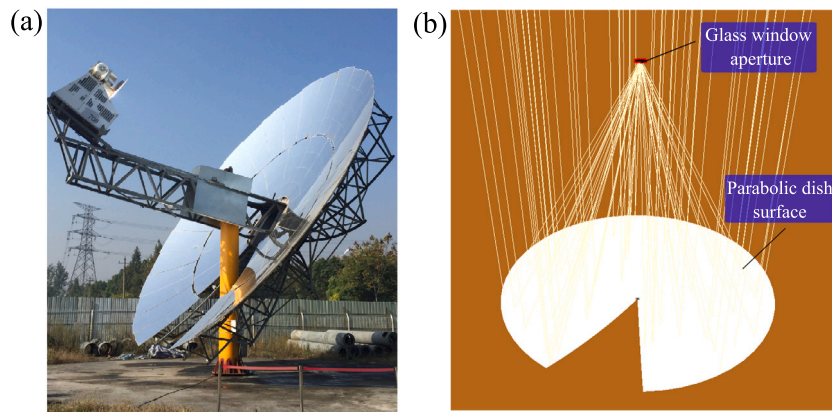 (a)
(b)
Glass window
aperture
Parabolic dish
surface